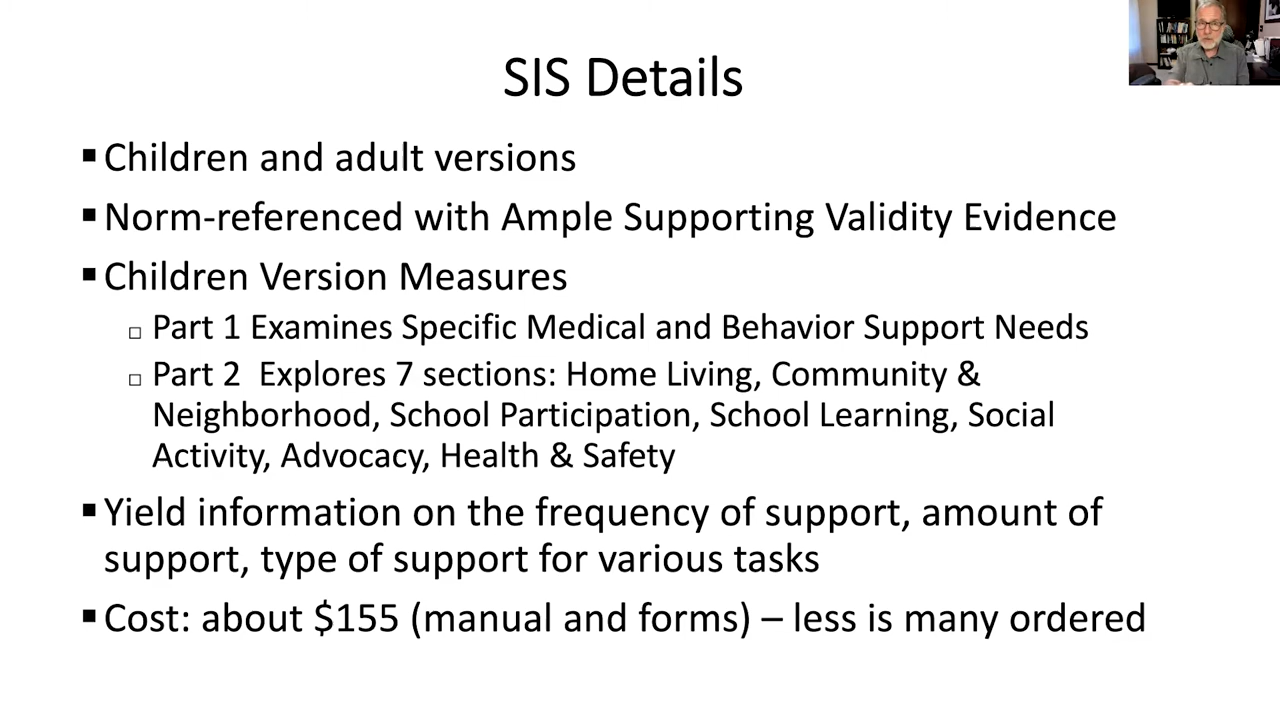 SIS Details
▪Children and adult versions
▪Norm-referenced with Ample Supporting Validity Evidence
▪Children Version Measures
□ Part 1 Examines Specific Medical and Behavior Support Needs
□ Part 2  Explores 7 sections: Home Living, Community &
Neighborhood, School Participation, School Learning, Social
Activity, Advocacy, Health & Safety
▪Yield information on the frequency of support, amount of
support, type of support for various tasks
▪Cost: about $155 (manual and forms) – less is many ordered